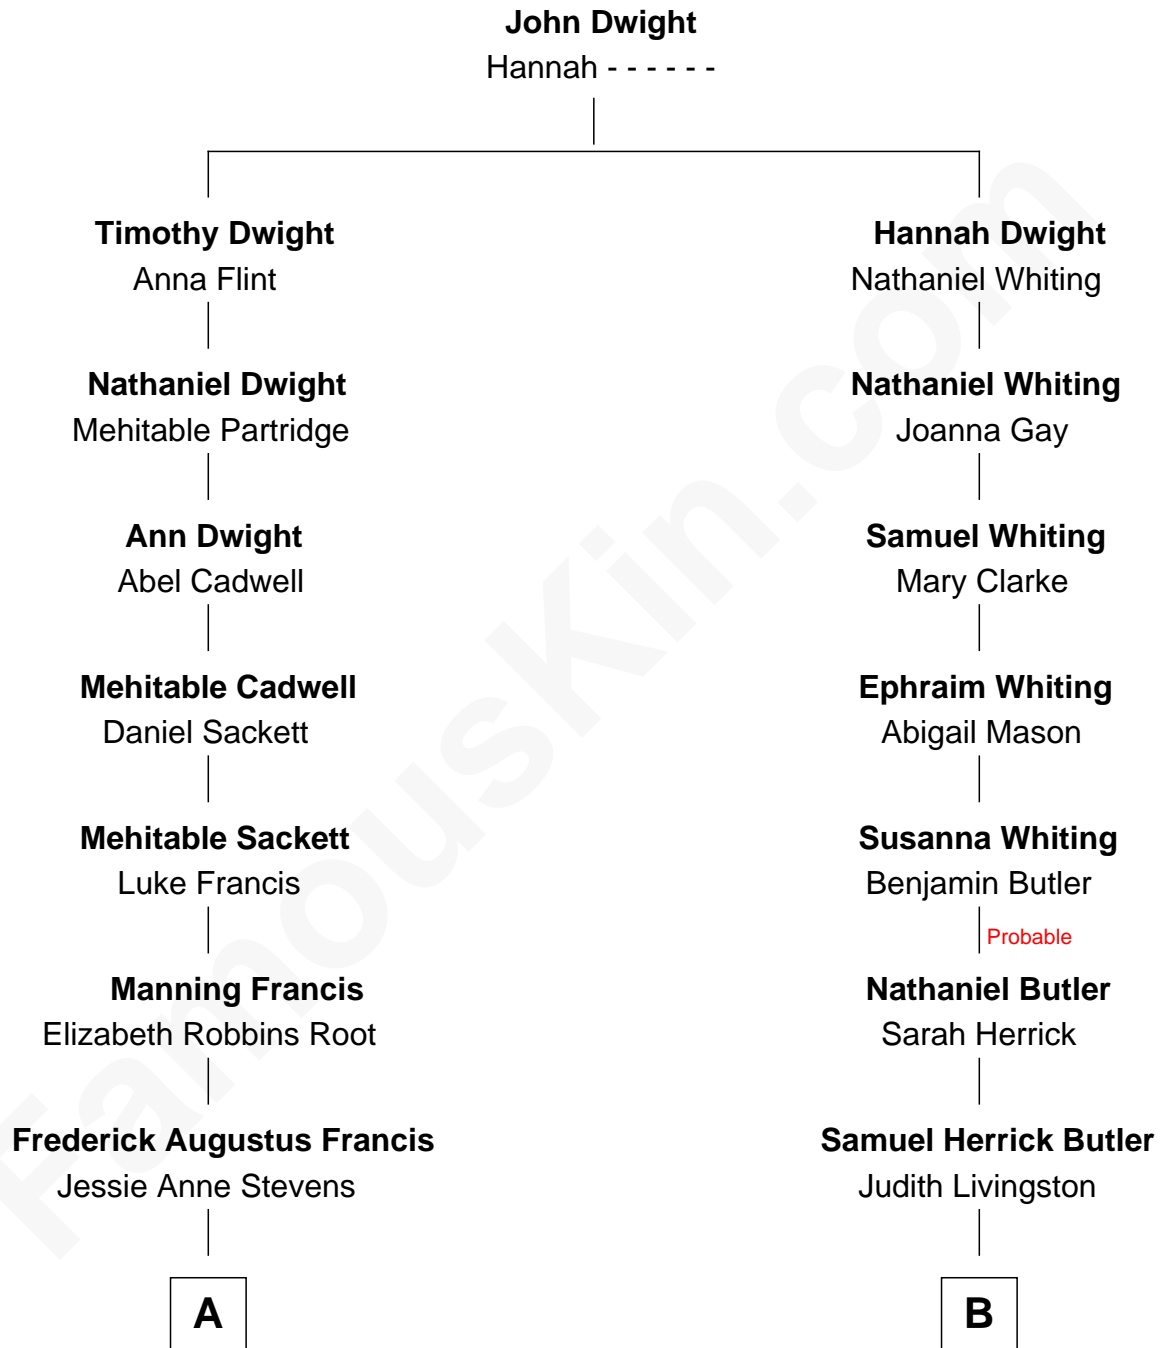 John Dwight
Hannah - - - - - -
Timothy Dwight
Anna Flint
Nathaniel Dwight
Mehitable Partridge
Ann Dwight
Abel Cadwell
Mehitable Cadwell
Daniel Sackett
Mehitable Sackett
Luke Francis
Manning Francis
Elizabeth Robbins Root
Frederick Augustus Francis
Jessie Anne Stevens
A
Hannah Dwight
Nathaniel Whiting
Nathaniel Whiting
Joanna Gay
Samuel Whiting
Mary Clarke
Ephraim Whiting
Abigail Mason
Susanna Whiting
Benjamin Butler
Probable
Nathaniel Butler
Sarah Herrick
Samuel Herrick Butler
Judith Livingston
B
FamousKin.com